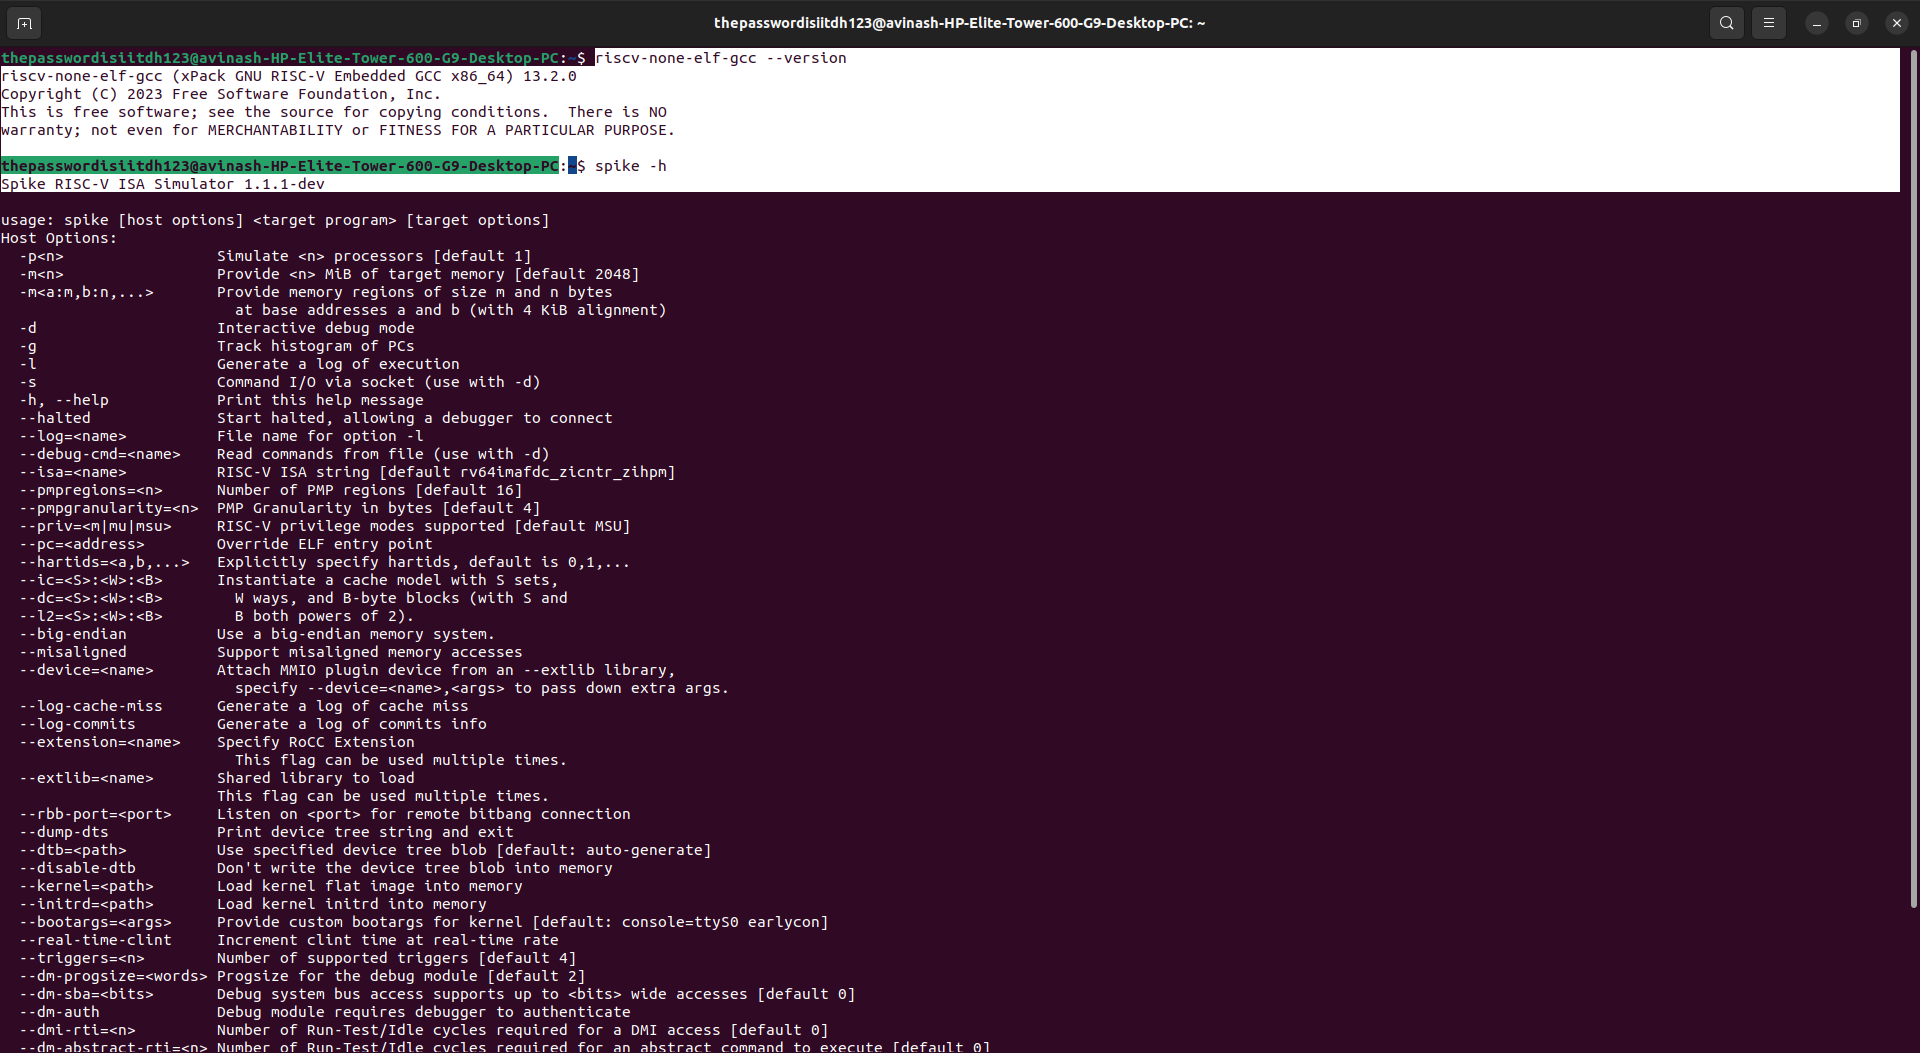 thepasswordisiitdh123@avinash-HP-Elite-Tower-600-G9-Desktop-PC: ~
thepasswordisiitdh123@avinash-HP-Elite-Tower-600-G9-Desktop-PC:~$ riscv-none-elf-gcc --version
riscv-none-elf-gcc (xPack GNU RISC-V Embedded GCC x86_64) 13.2.0
Copyright (C) 2023 Free Software Foundation, Inc.
This is free software; see the source for copying conditions.  There is NO
warranty; not even for MERCHANTABILITY or FITNESS FOR A PARTICULAR PURPOSE.
thepasswordisiitdh123@avinash-HP-Elite-Tower-600-G9-Desktop-PC:~$ spike -h
Spike RISC-V ISA Simulator 1.1.1-dev
usage: spike [host options] <target program> [target options]
Host Options:
  -p<n>                 Simulate <n> processors [default 1]
  -m<n>                 Provide <n> MiB of target memory [default 2048]
  -m<a:m,b:n,...>       Provide memory regions of size m and n bytes
                          at base addresses a and b (with 4 KiB alignment)
  -d                    Interactive debug mode
  -g                    Track histogram of PCs
  -l                    Generate a log of execution
  -s                    Command I/O via socket (use with -d)
  -h, --help            Print this help message
  --halted              Start halted, allowing a debugger to connect
  --log=<name>          File name for option -l
  --debug-cmd=<name>    Read commands from file (use with -d)
  --isa=<name>          RISC-V ISA string [default rv64imafdc_zicntr_zihpm]
  --pmpregions=<n>      Number of PMP regions [default 16]
  --pmpgranularity=<n>  PMP Granularity in bytes [default 4]
  --priv=<m|mu|msu>     RISC-V privilege modes supported [default MSU]
  --pc=<address>        Override ELF entry point
  --hartids=<a,b,...>   Explicitly specify hartids, default is 0,1,...
  --ic=<S>:<W>:<B>      Instantiate a cache model with S sets,
  --dc=<S>:<W>:<B>        W ways, and B-byte blocks (with S and
  --l2=<S>:<W>:<B>        B both powers of 2).
  --big-endian          Use a big-endian memory system.
  --misaligned          Support misaligned memory accesses
  --device=<name>       Attach MMIO plugin device from an --extlib library,
                          specify --device=<name>,<args> to pass down extra args.
  --log-cache-miss      Generate a log of cache miss
  --log-commits         Generate a log of commits info
  --extension=<name>    Specify RoCC Extension
                          This flag can be used multiple times.
  --extlib=<name>       Shared library to load
                        This flag can be used multiple times.
  --rbb-port=<port>     Listen on <port> for remote bitbang connection
  --dump-dts            Print device tree string and exit
  --dtb=<path>          Use specified device tree blob [default: auto-generate]
  --disable-dtb         Don't write the device tree blob into memory
  --kernel=<path>       Load kernel flat image into memory
  --initrd=<path>       Load kernel initrd into memory
  --bootargs=<args>     Provide custom bootargs for kernel [default: console=ttyS0 earlycon]
  --real-time-clint     Increment clint time at real-time rate
  --triggers=<n>        Number of supported triggers [default 4]
  --dm-progsize=<words> Progsize for the debug module [default 2]
  --dm-sba=<bits>       Debug system bus access supports up to <bits> wide accesses [default 0]
  --dm-auth             Debug module requires debugger to authenticate
  --dmi-rti=<n>         Number of Run-Test/Idle cycles required for a DMI access [default 0]
  --dm-abstract-rti=<n> Number of Run-Test/Idle cycles required for an abstract command to execute [default 0]